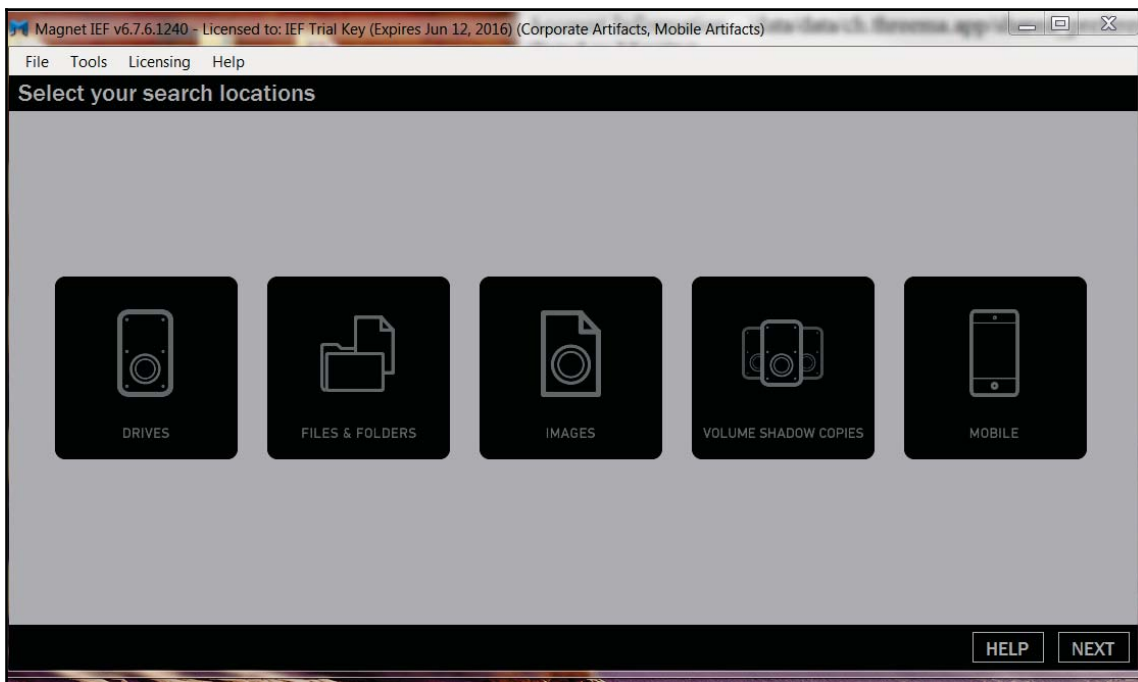 Magnet IEF v6.7.6.1240 - Licensed to: IEF Trial Key (Expires Jun 12, 2016) (Corporate Artifacts, Mobile Artifacts)
File Tools Licensing Help
Select your search locations
DRIVES FILES & FOLDERS IMAGES VOLUME SHADOW COPIES MOBILE
HELP NEXT